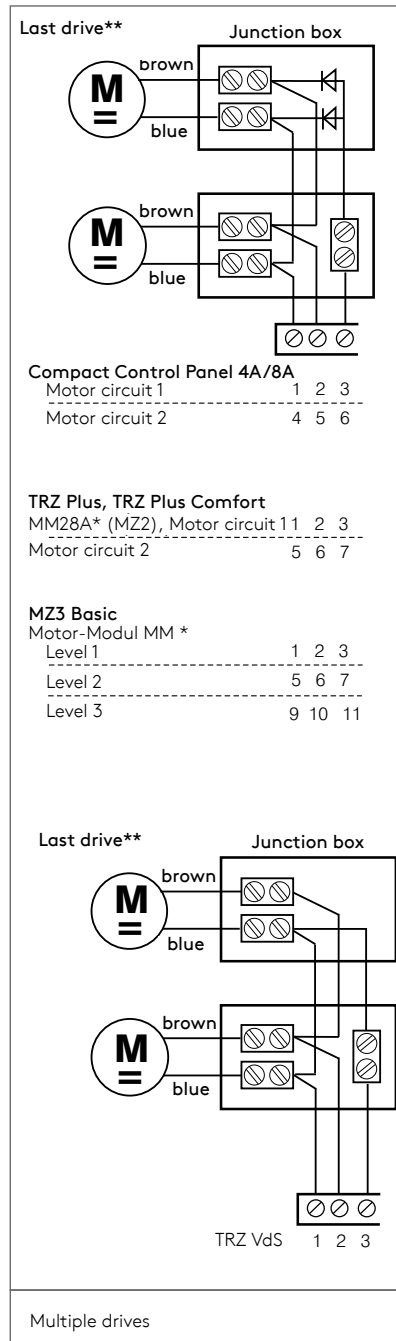 Last drive**
Junction box
brown
M
=
blue
brown
M
=
blue
Compact Control Panel 4A/8A
Motor circuit 1 1 2 3
Motor circuit 2 4 5 6
TRZ Plus, TRZ Plus Comfort
MM28A* (MZ2), Motor circuit 1 1 2 3
Motor circuit 2 5 6 7
MZ3 Basic
Motor-Modul MM *
Level 1 1 2 3
Level 2 5 6 7
Level 3 9 10 11
Last drive**
Junction box
brown
M
=
blue
brown
M
=
blue
TRZ VdS 1 2 3
Multiple drives